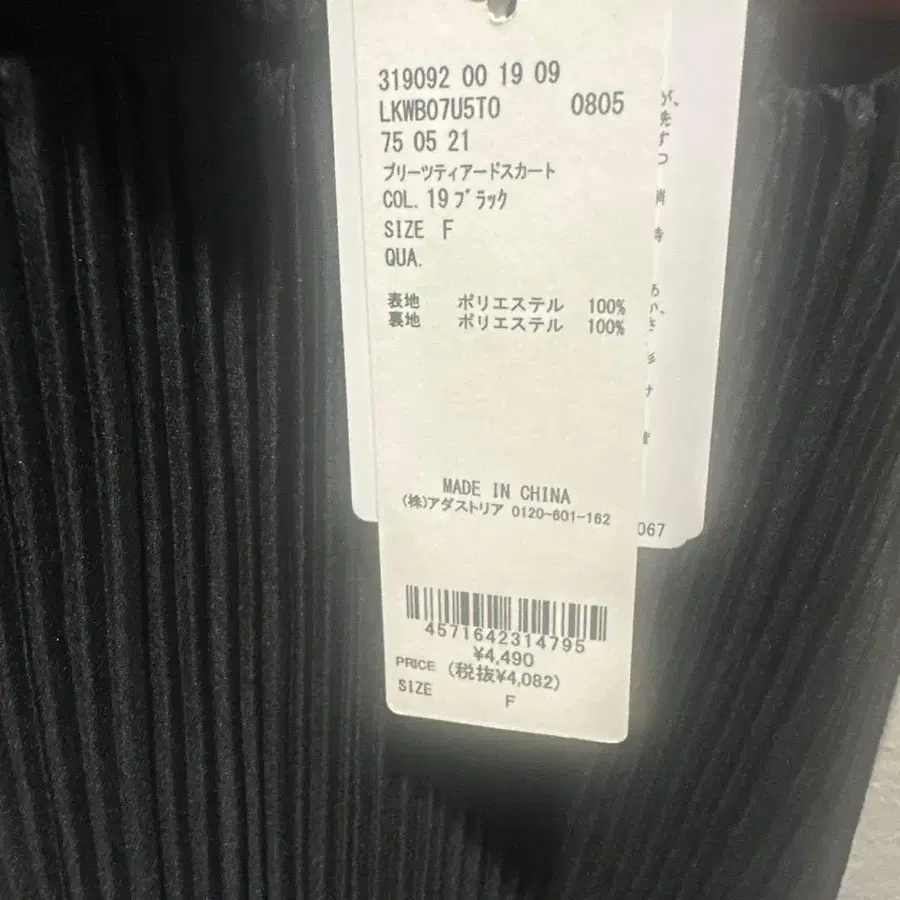 319092 00 19 09
LKWB07U5T0 0805
75 05 21
プリーツティアードスカート
COL. 19 ブラック
SIZE F
QUA.
表地 ポリエステル 100%
裏地 ポリエステル 100%
MADE IN CHINA
(株)アダストリア 0120-601-162
067
4571642314795
¥4,490
PRICE (税抜¥4,082)
SIZE F